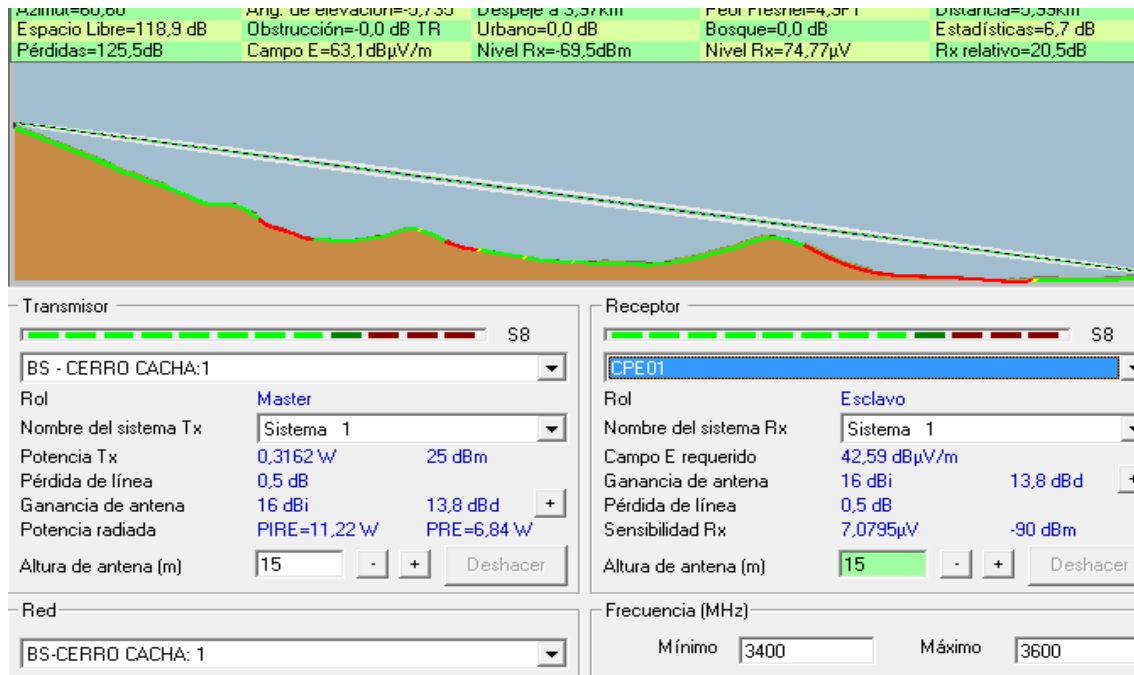 Espacio Libre=118,9 dB Obstrucción=-0,0 dB TR Urbano=0,0 dB Bosque=0,0 dB Estadísticas=6,7 dB
Pérdidas=125,5dB Campo E=63,1dBµV/m Nivel Rx=-69,5dBm Nivel Rx=74,77µV Rx relativo=20,5dB
Transmisor
S8
BS - CERRO CACHA:1
Rol Master
Nombre del sistema Tx Sistema 1
Potencia Tx 0,3162 W 25 dBm
Pérdida de línea 0,5 dB
Ganancia de antena 16 dBi 13,8 dBd +
Potencia radiada PIRE=11,22 W PRE=6,84 W
Altura de antena (m) 15 - + Deshacer
Receptor
S8
CPE01
Rol Esclavo
Nombre del sistema Rx Sistema 1
Campo E requerido 42,59 dBµV/m
Ganancia de antena 16 dBi 13,8 dBd +
Pérdida de línea 0,5 dB
Sensibilidad Rx 7,0795µV -90 dBm
Altura de antena (m) 15 - + Deshacer
Red
BS-CERRO CACHA: 1
Frecuencia (MHz)
Mínimo 3400 Máximo 3600